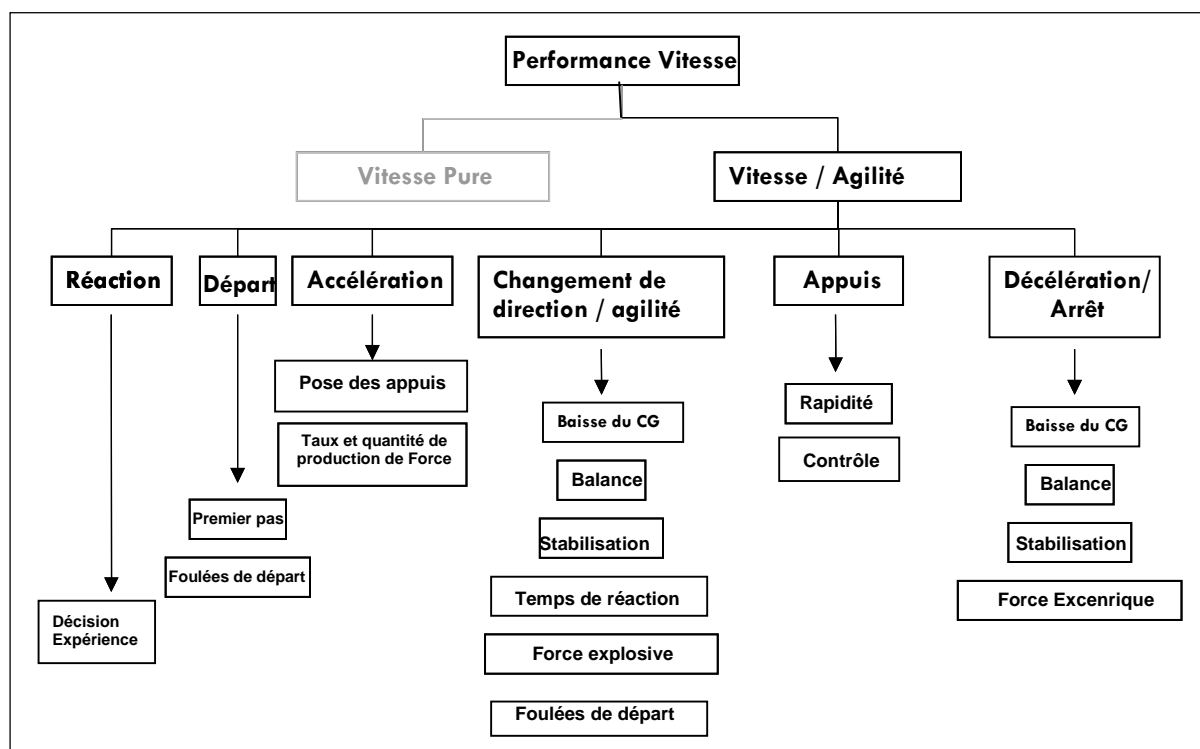 Performance Vitesse
Vitesse Pure
Vitesse / Agilité
Réaction
Départ
Accélération
Changement de
direction / agilité
Appuis
Décélération/
Arrêt
Décision
Expérience
Premier pas
Foulées de départ
Pose des appuis
Taux et quantité de
production de Force
Baisse du CG
Balance
Stabilisation
Temps de réaction
Force explosive
Foulées de départ
Rapidité
Contrôle
Baisse du CG
Balance
Stabilisation
Force Excenrique